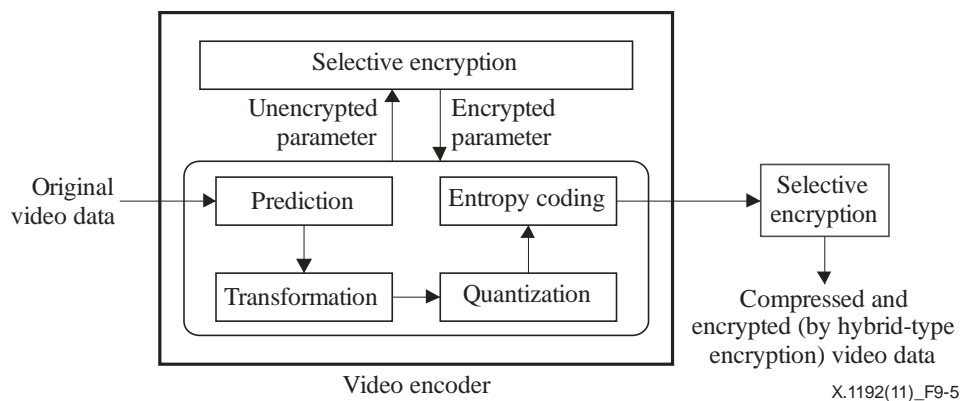 Selective encryption
Unencrypted
parameter
Encrypted
parameter
Original
video data
Prediction
Entropy coding
Selective
encryption
Transformation
Quantization
Compressed and
encrypted (by hybrid-type
encryption) video data
Video encoder
X.1192(11)_F9-5